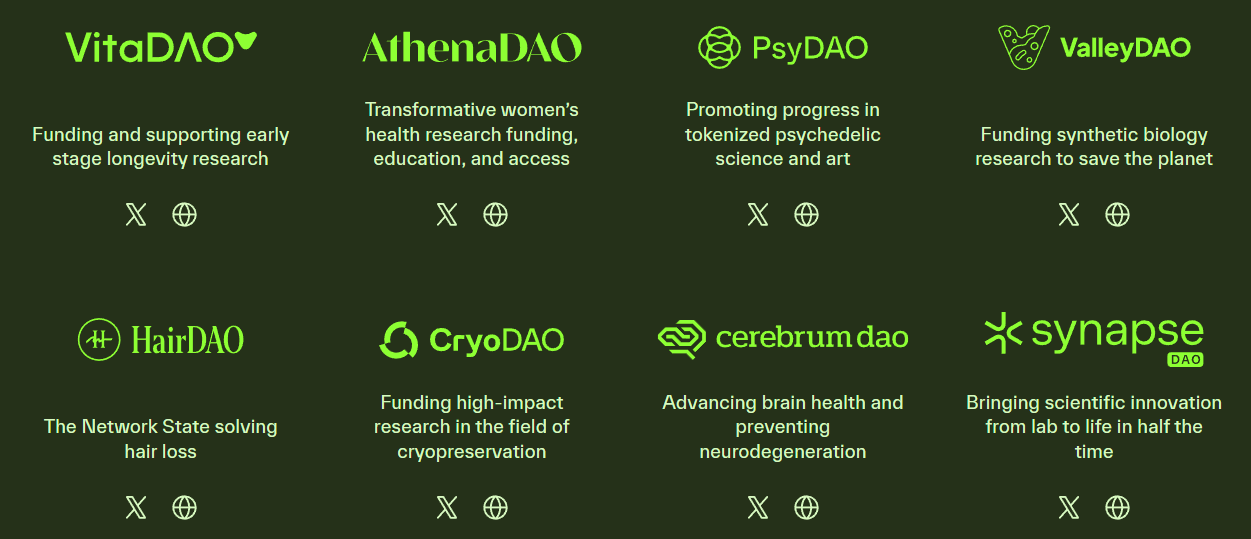 VitaDAO
Funding and supporting early
stage longevity research
AthenaDAO
Transformative women’s
health research funding,
education, and access
PsyDAO
Promoting progress in
tokenized psychedelic
science and art
ValleyDAO
Funding synthetic biology
research to save the planet
HairDAO
The Network State solving
hair loss
CryoDAO
Funding high-impact
research in the field of
cryopreservation
cerebrum dao
Advancing brain health and
preventing
neurodegeneration
synapse
DAO
Bringing scientific innovation
from lab to life in half the
time